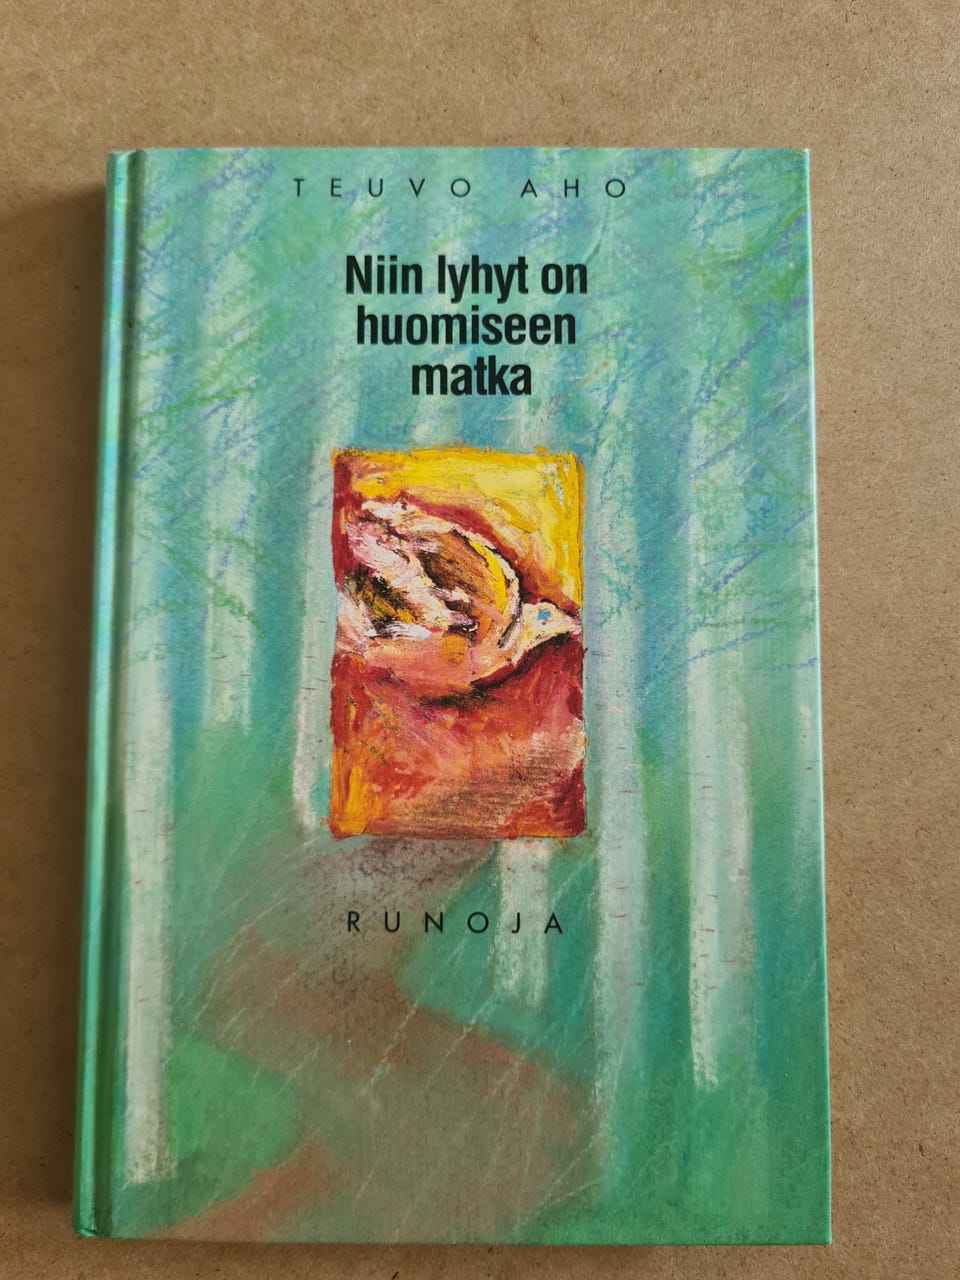 TEUVO AHO
Niin lyhyt on
huomiseen
matka
RUNOJA